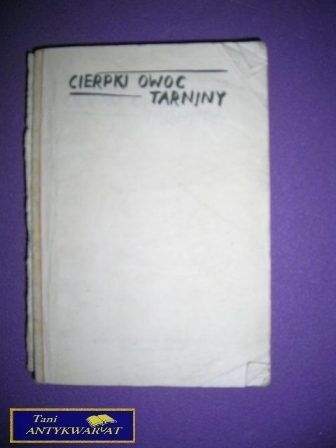 CIERPKI OWOC
TARNINY
Tani
ANTYKWARIAT